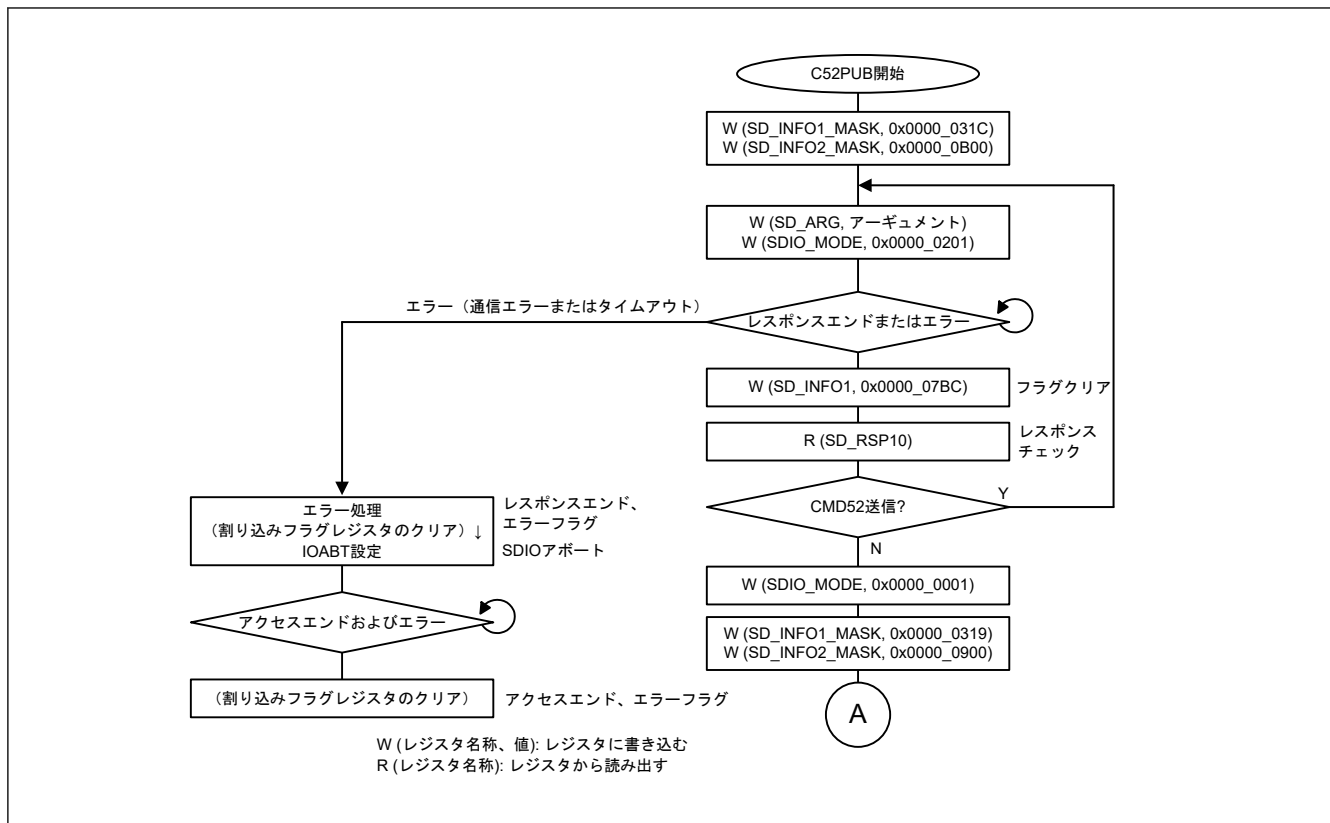 C52PUB開始
W (SD_INFO1_MASK, 0x0000_031C)
W (SD_INFO2_MASK, 0x0000_0B00)
W (SD_ARG, アーギュメント)
W (SDIO_MODE, 0x0000_0201)
エラー（通信エラーまたはタイムアウト）
レスポンスエンドまたはエラー
W (SD_INFO1, 0x0000_07BC)
フラグクリア
R (SD_RSP10)
レスポンス
チェック
CMD52送信?
Y
N
エラー処理
（割り込みフラグレジスタのクリア）↓
IOABT設定
レスポンスエンド、
エラーフラグ
SDIOアボート
W (SDIO_MODE, 0x0000_0001)
アクセスエンドおよびエラー
W (SD_INFO1_MASK, 0x0000_0319)
W (SD_INFO2_MASK, 0x0000_0900)
（割り込みフラグレジスタのクリア）
アクセスエンド、エラーフラグ
A
W (レジスタ名称、値): レジスタに書き込む
R (レジスタ名称): レジスタから読み出す